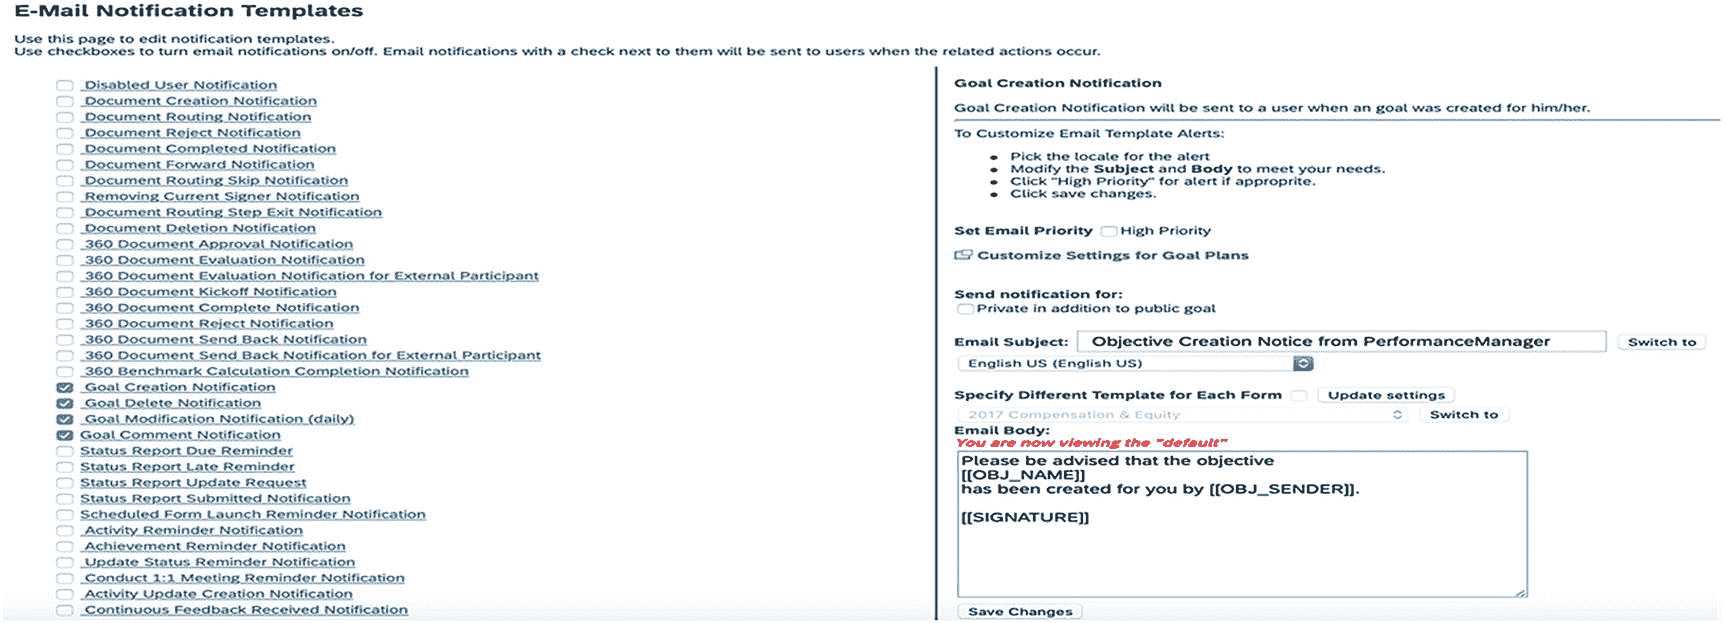 E-Mail Notification Templates
Use this page to edit notification templates.
Use checkboxes to turn email notifications on/off. Email notifications with a check next to them will be sent to users when the related actions occur.
Disabled User Notification
Document Creation Notification
Document Routing Notification
Document Reject Notification
Document Completed Notification
Document Forward Notification
Document Routing Skip Notification
Removing Current Signer Notification
Document Routing Step Exit Notification
Document Deletion Notification
360 Document Approval Notification
360 Document Evaluation Notification
360 Document Evaluation Notification for External Participant
360 Document Kickoff Notification
360 Document Complete Notification
360 Document Reject Notification
360 Document Send Back Notification
360 Document Send Back Notification for External Participant
360 Benchmark Calculation Completion Notification
Goal Creation Notification
Goal Delete Notification
Goal Modification Notification (daily)
Goal Comment Notification
Status Report Due Reminder
Status Report Late Reminder
Status Report Update Request
Status Report Submitted Notification
Scheduled Form Launch Reminder Notification
Activity Reminder Notification
Achievement Reminder Notification
Update Status Reminder Notification
Conduct 1:1 Meeting Reminder Notification
Activity Update Creation Notification
Continuous Feedback Received Notification
Goal Creation Notification
Goal Creation Notification will be sent to a user when an goal was created for him/her.
To Customize Email Template Alerts:
• Pick the locale for the alert
• Modify the Subject and Body to meet your needs.
• Click "High Priority" for alert if approprite.
• Click save changes.
Set Email Priority High Priority
Customize Settings for Goal Plans
Send notification for:
Private in addition to public goal
Email Subject: Objective Creation Notice from PerformanceManager Switch to
English US (English US)
Specify Different Template for Each Form Update settings
2017 Compensation & Equity Switch to
Email Body:
You are now viewing the "default"
Please be advised that the objective
[[OBJ_NAME]]
has been created for you by [[OBJ_SENDER]].
[[SIGNATURE]]
Save Changes